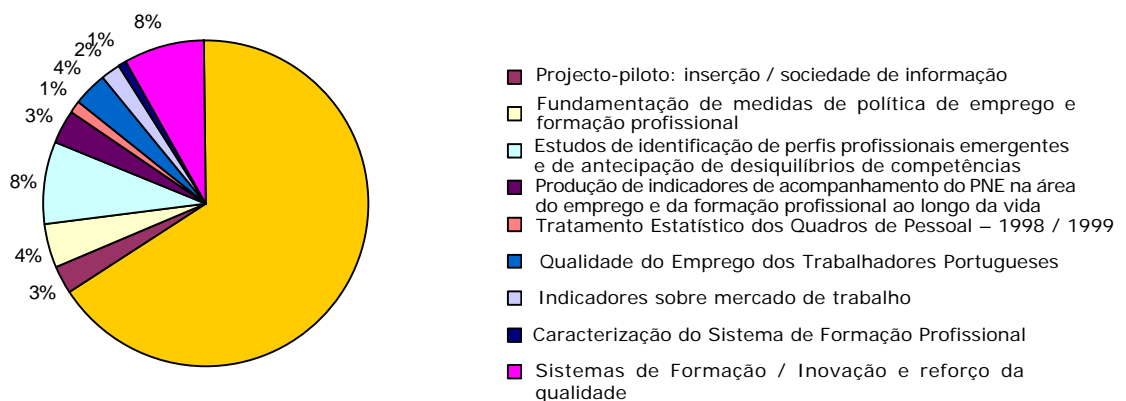 8%
1%
2%
4%
1%
3%
8%
4%
3%
Projecto-piloto: inserção / sociedade de informação
Fundamentação de medidas de política de emprego e
formação profissional
Estudos de identificação de perfis profissionais emergentes
e de antecipação de desiquilíbrios de competências
Produção de indicadores de acompanhamento do PNE na área
do emprego e da formação profissional ao longo da vida
Tratamento Estatístico dos Quadros de Pessoal – 1998 / 1999
Qualidade do Emprego dos Trabalhadores Portugueses
Indicadores sobre mercado de trabalho
Caracterização do Sistema de Formação Profissional
Sistemas de Formação / Inovação e reforço da
qualidade